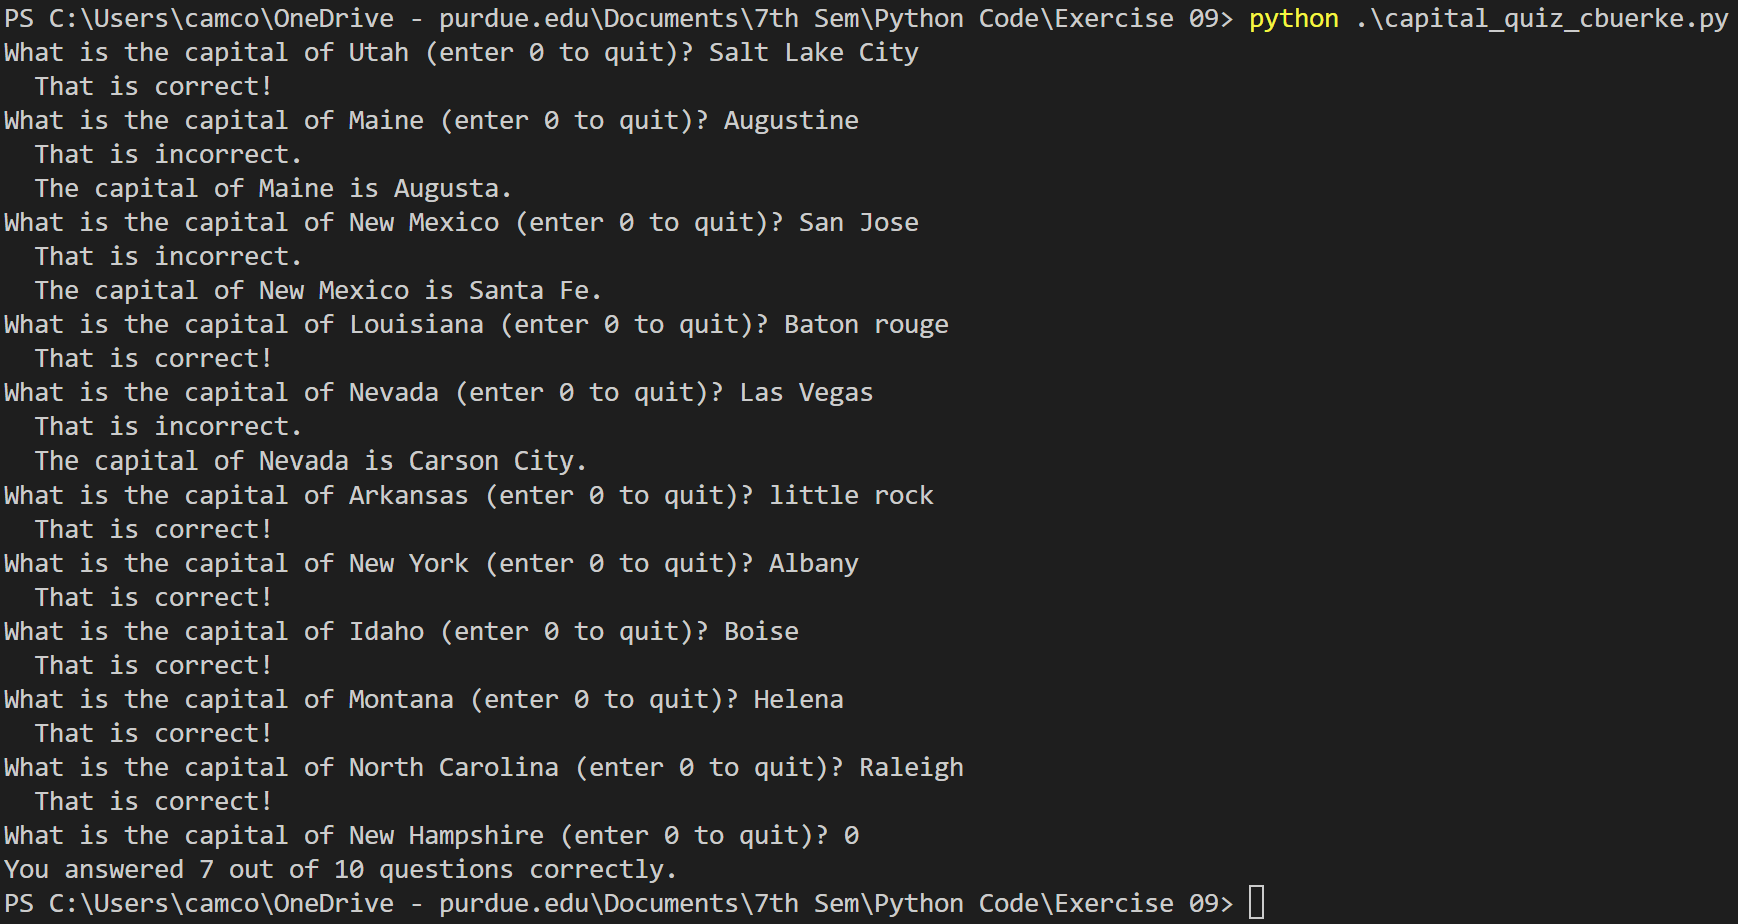 PS C:\Users\camco\OneDrive - purdue.edu\Documents\7th Sem\Python Code\Exercise 09> python .\capital_quiz_cbuerke.py
What is the capital of Utah (enter 0 to quit)? Salt Lake City
  That is correct!
What is the capital of Maine (enter 0 to quit)? Augustine
  That is incorrect.
  The capital of Maine is Augusta.
What is the capital of New Mexico (enter 0 to quit)? San Jose
  That is incorrect.
  The capital of New Mexico is Santa Fe.
What is the capital of Louisiana (enter 0 to quit)? Baton rouge
  That is correct!
What is the capital of Nevada (enter 0 to quit)? Las Vegas
  That is incorrect.
  The capital of Nevada is Carson City.
What is the capital of Arkansas (enter 0 to quit)? little rock
  That is correct!
What is the capital of New York (enter 0 to quit)? Albany
  That is correct!
What is the capital of Idaho (enter 0 to quit)? Boise
  That is correct!
What is the capital of Montana (enter 0 to quit)? Helena
  That is correct!
What is the capital of North Carolina (enter 0 to quit)? Raleigh
  That is correct!
What is the capital of New Hampshire (enter 0 to quit)? 0
You answered 7 out of 10 questions correctly.
PS C:\Users\camco\OneDrive - purdue.edu\Documents\7th Sem\Python Code\Exercise 09>